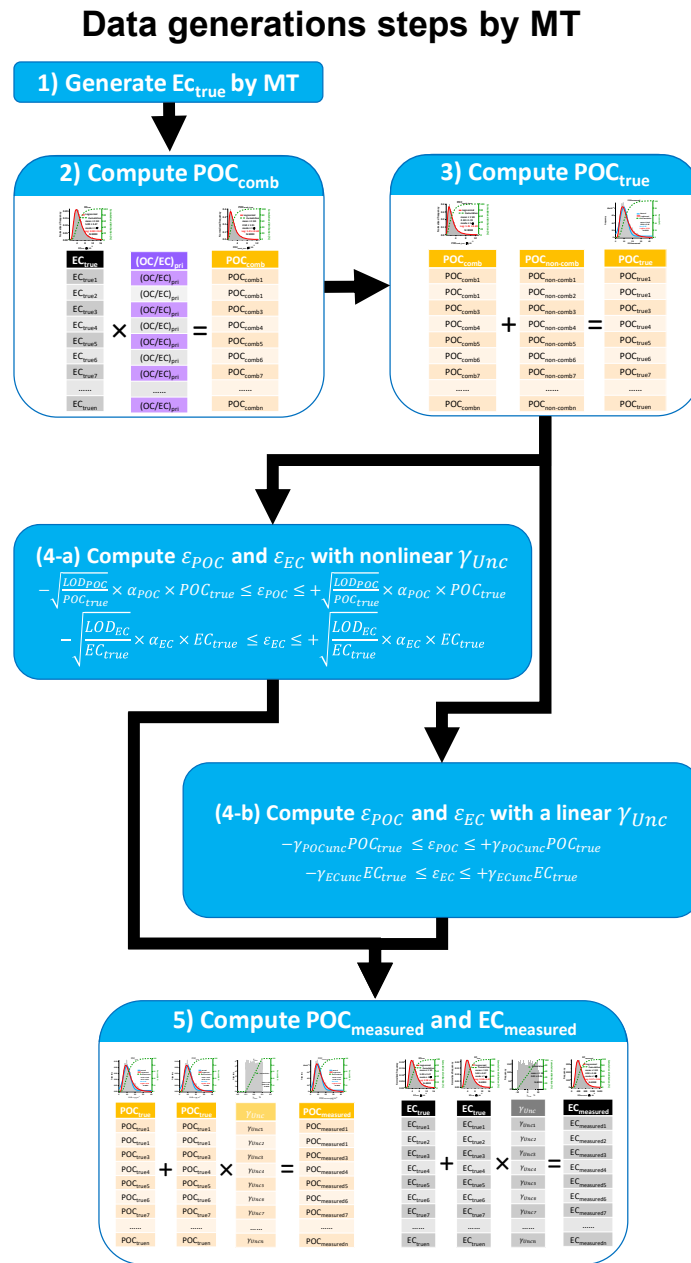 Data generations steps by MT
1) Generate Ec_true by MT
2) Compute POC_comb
EC_true (OC/EC)_pri POC_comb
EC_true1 (OC/EC)_pri POC_comb1
EC_true2 (OC/EC)_pri POC_comb1
EC_true3 (OC/EC)_pri POC_comb3
EC_true4 × (OC/EC)_pri = POC_comb4
EC_true5 (OC/EC)_pri POC_comb5
EC_true6 (OC/EC)_pri POC_comb6
EC_true7 (OC/EC)_pri POC_comb7
...... ...... ......
EC_truen (OC/EC)_pri POC_combn
3) Compute POC_true
POC_comb POC_non-comb POC_true
POC_comb1 POC_non-comb1 POC_true1
POC_comb1 POC_non-comb2 POC_true1
POC_comb3 POC_non-comb3 POC_true3
POC_comb4 + POC_non-comb4 = POC_true4
POC_comb5 POC_non-comb5 POC_true5
POC_comb6 POC_non-comb6 POC_true6
POC_comb7 POC_non-comb7 POC_true7
...... ...... ......
POC_combn POC_non-combn POC_truen
(4-a) Compute ε_POC and ε_EC with nonlinear γ_Unc
−√(LOD_POC/POC_true) × α_POC × POC_true ≤ ε_POC ≤ +√(LOD_POC/POC_true) × α_POC × POC_true
−√(LOD_EC/EC_true) × α_EC × EC_true ≤ ε_EC ≤ +√(LOD_EC/EC_true) × α_EC × EC_true
(4-b) Compute ε_POC and ε_EC with a linear γ_Unc
−γ_POCunc POC_true ≤ ε_POC ≤ +γ_POCunc POC_true
−γ_ECunc EC_true ≤ ε_EC ≤ +γ_ECunc EC_true
5) Compute POC_measured and EC_measured
POC_true POC_true γ_Unc POC_measured
POC_true1 POC_true1 γ_Unc1 POC_measured1
POC_true1 POC_true1 γ_Unc2 POC_measured2
POC_true3 POC_true3 γ_Unc3 POC_measured3
POC_true4 + POC_true4 × γ_Unc4 = POC_measured4
POC_true5 POC_true5 γ_Unc5 POC_measured5
POC_true6 POC_true6 γ_Unc6 POC_measured6
POC_true7 POC_true7 γ_Unc7 POC_measured7
...... ...... ...... ......
POC_truen POC_truen γ_Uncn POC_measuredn
EC_true EC_true γ_Unc EC_measured
EC_true1 EC_true1 γ_Unc1 EC_measured1
EC_true2 EC_true2 γ_Unc2 EC_measured2
EC_true3 EC_true3 γ_Unc3 EC_measured3
EC_true4 + EC_true4 × γ_Unc4 = EC_measured4
EC_true5 EC_true5 γ_Unc5 EC_measured5
EC_true6 EC_true6 γ_Unc6 EC_measured6
EC_true7 EC_true7 γ_Unc7 EC_measured7
...... ...... ...... ......
EC_truen EC_truen γ_Uncn EC_measuredn